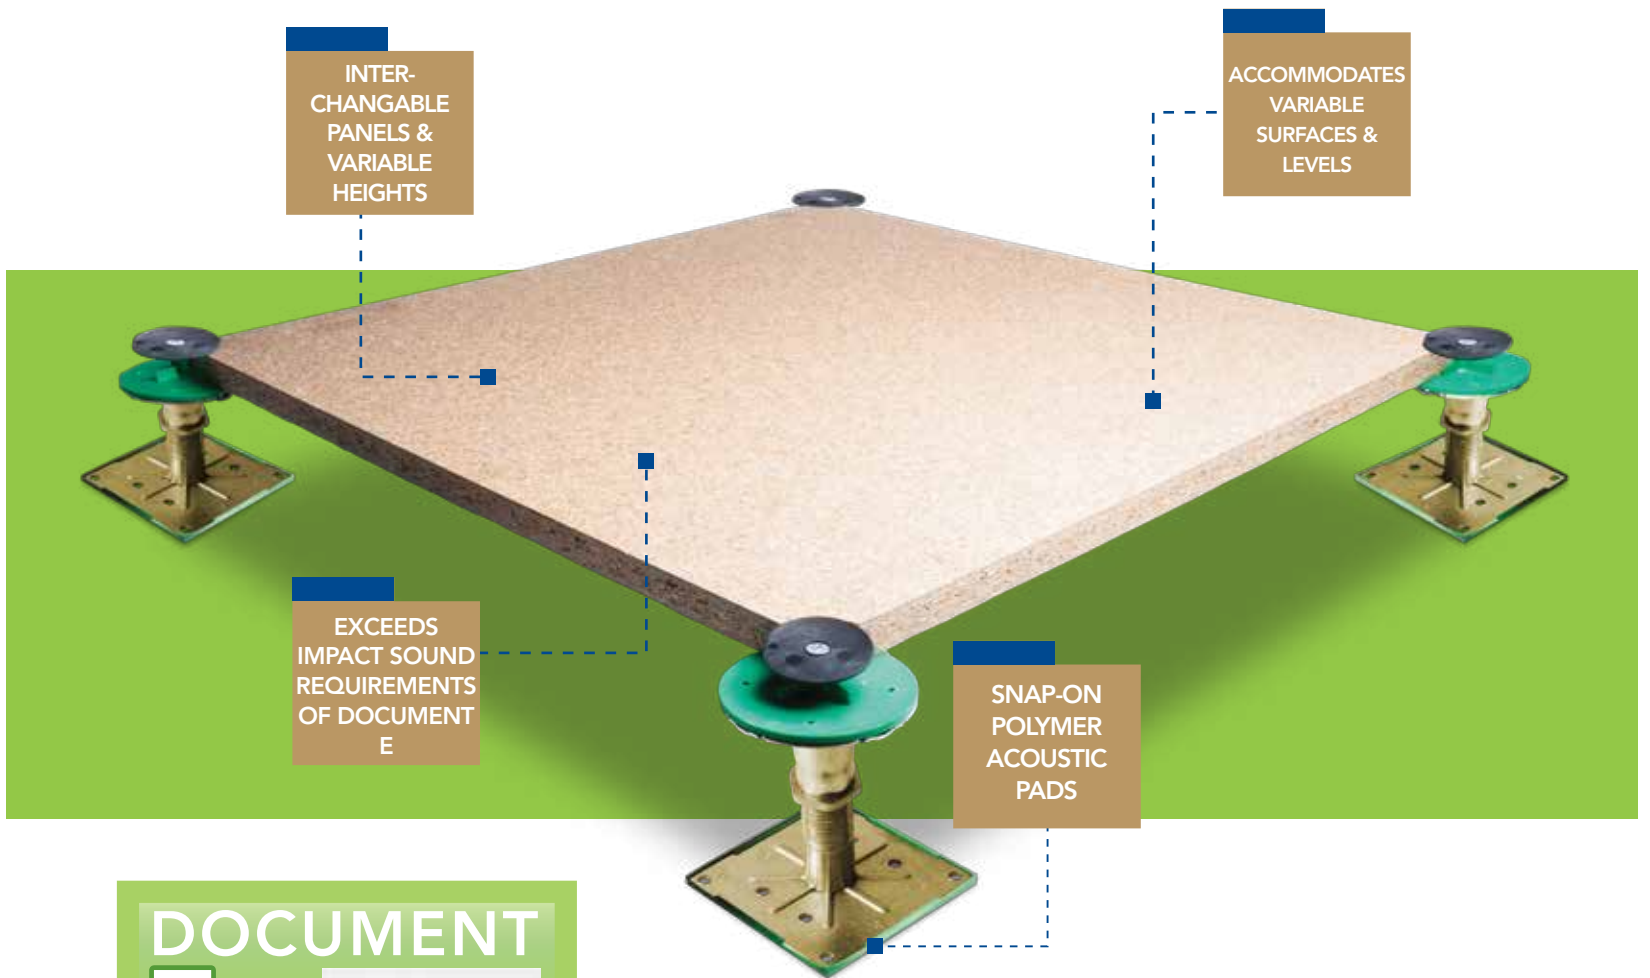 INTER-
CHANGABLE
PANELS &
VARIABLE
HEIGHTS
ACCOMMODATES
VARIABLE
SURFACES &
LEVELS
EXCEEDS
IMPACT SOUND
REQUIREMENTS
OF DOCUMENT
E
SNAP-ON
POLYMER
ACOUSTIC
PADS
DOCUMENT